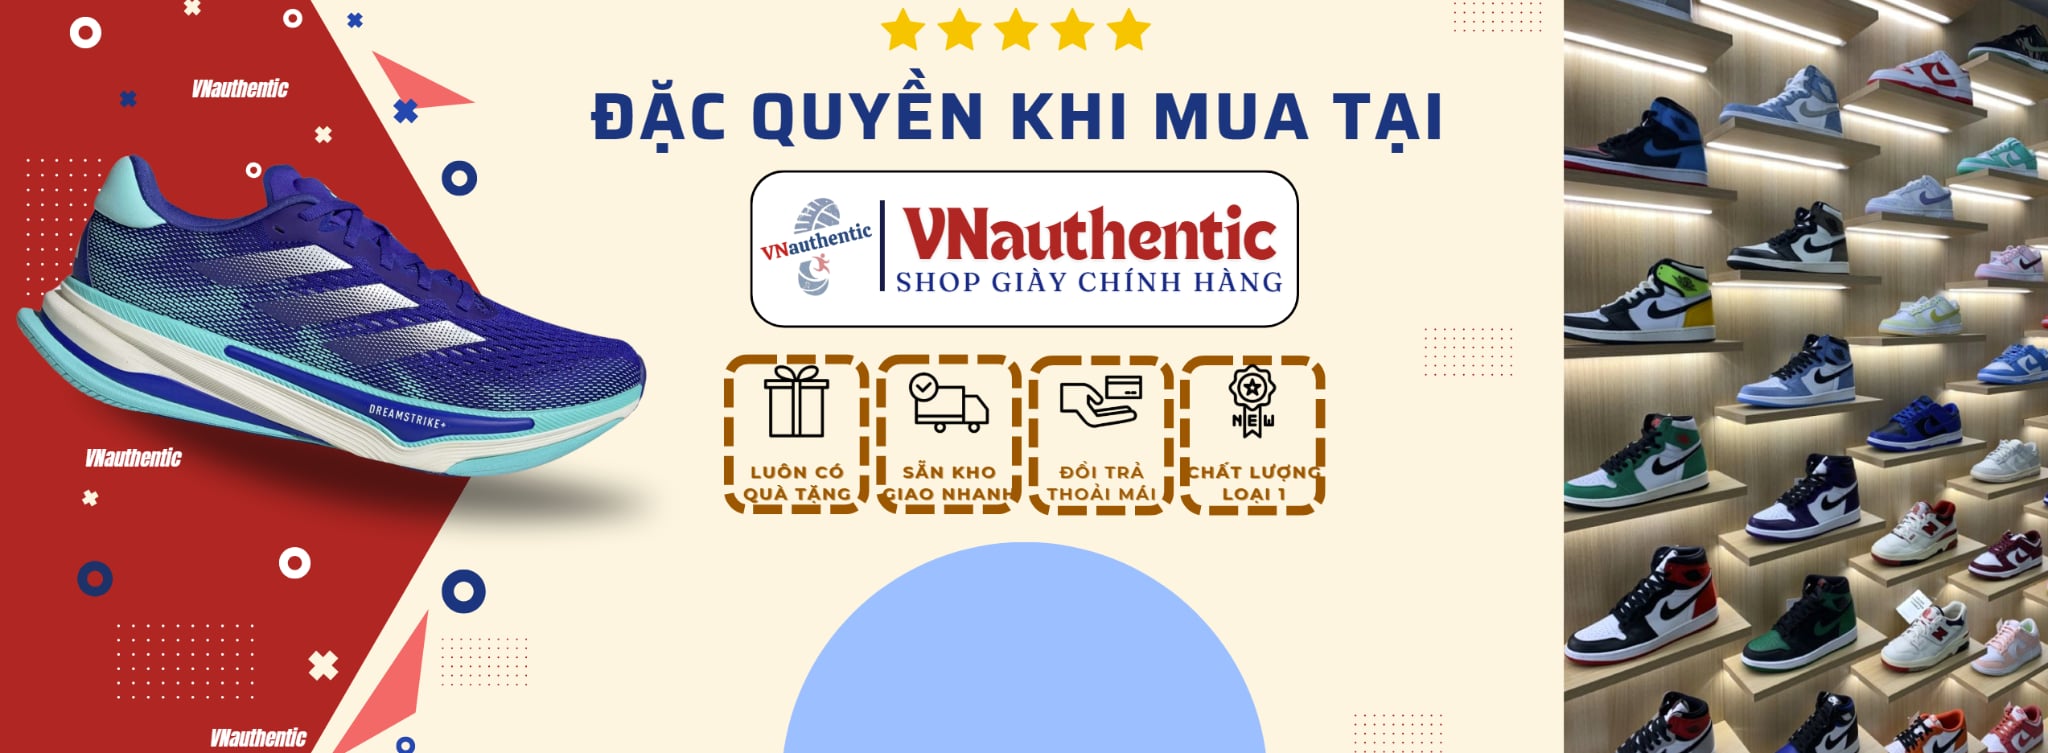 VNauthentic
ĐẶC QUYỀN KHI MUA TẠI
VNauthentic
VNauthentic
SHOP GIÀY CHÍNH HÀNG
DREAMSTRIKE+
NEW
LUÔN CÓ
QUÀ TẶNG
SẴN KHO
GIAO NHANH
ĐỔI TRẢ
THOẢI MÁI
CHẤT LƯỢNG
LOẠI 1
VNauthentic
VNauthentic